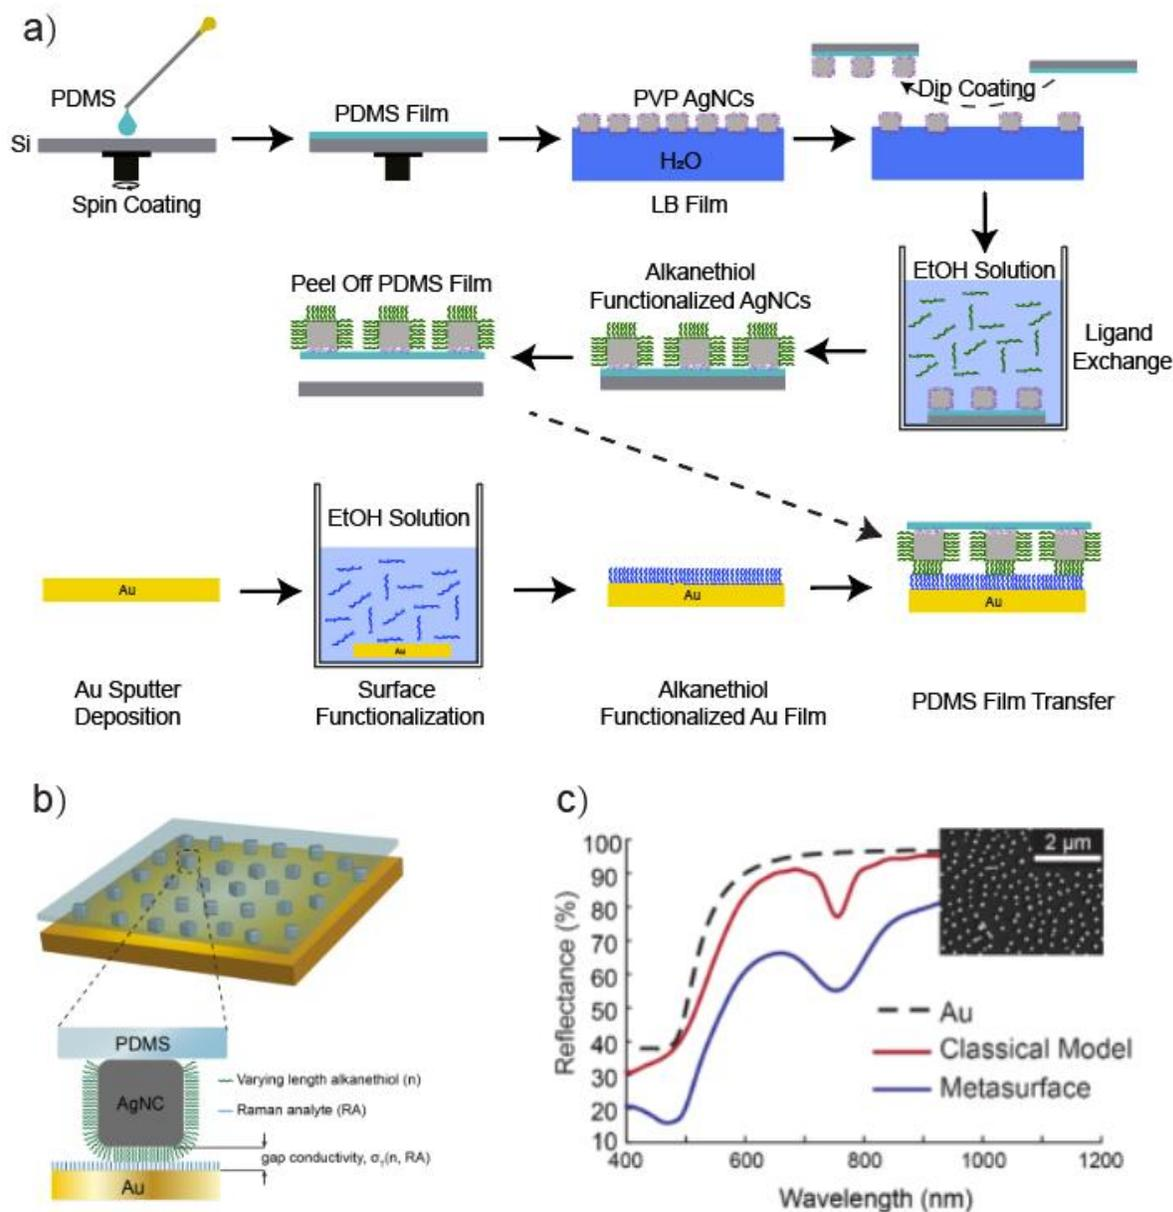 a)
PDMS
Si
Spin Coating
PDMS Film
PVP AgNCs
H₂O
LB Film
Dip Coating
EtOH Solution
Ligand
Exchange
Alkanethiol
Functionalized AgNCs
Peel Off PDMS Film
Au
Au Sputter
Deposition
EtOH Solution
Au
Surface
Functionalization
Au
Alkanethiol
Functionalized Au Film
Au
PDMS Film Transfer
b)
PDMS
AgNC
Au
Varying length alkanethiol (n)
Raman analyte (RA)
gap conductivity, σ₁(n, RA)
c)
Reflectance (%)
100
90
80
70
60
50
40
30
20
10
400
600
800
1000
1200
Wavelength (nm)
2 μm
Au
Classical Model
Metasurface